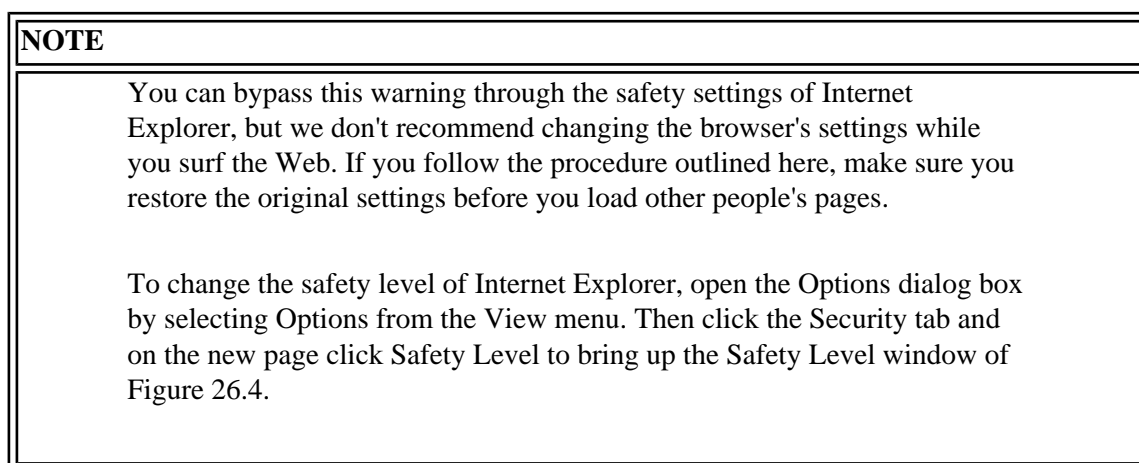 NOTE
You can bypass this warning through the safety settings of Internet
Explorer, but we don't recommend changing the browser's settings while
you surf the Web. If you follow the procedure outlined here, make sure you
restore the original settings before you load other people's pages.
To change the safety level of Internet Explorer, open the Options dialog box
by selecting Options from the View menu. Then click the Security tab and
on the new page click Safety Level to bring up the Safety Level window of
Figure 26.4.